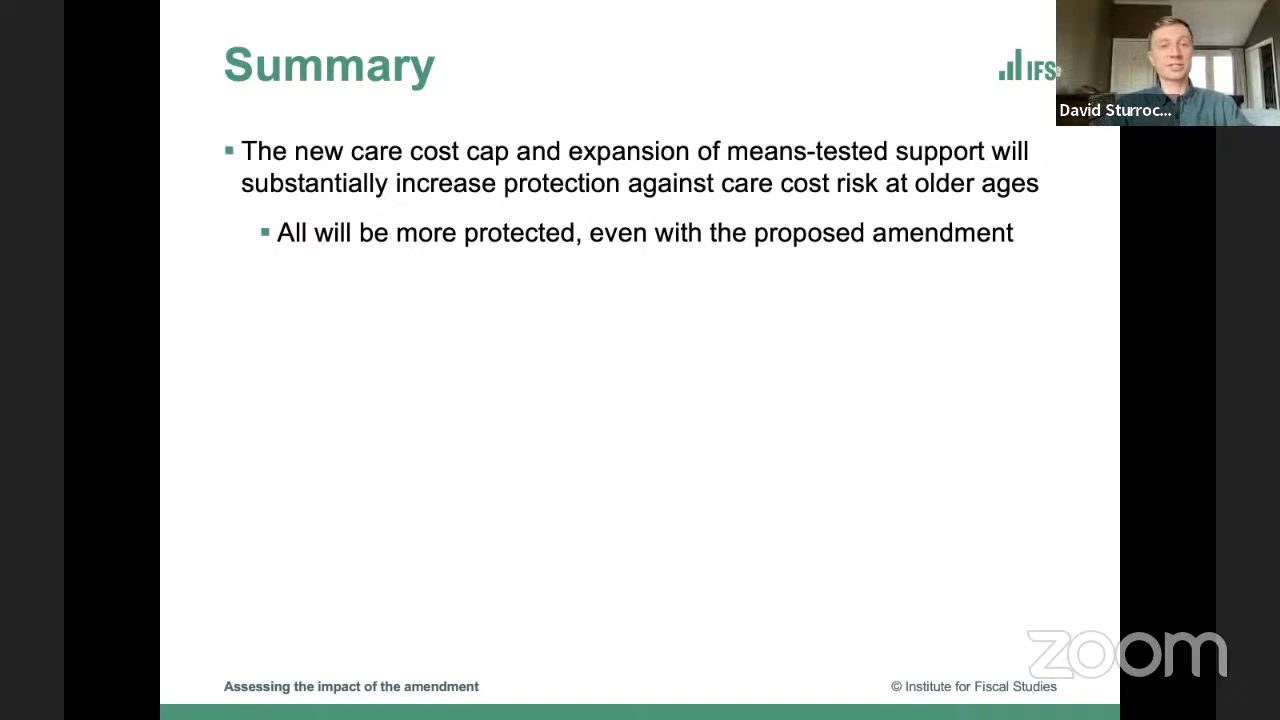 Summary
IFS
David Sturroc...
▪ The new care cost cap and expansion of means-tested support will
substantially increase protection against care cost risk at older ages
▪ All will be more protected, even with the proposed amendment
zoom
Assessing the impact of the amendment
© Institute for Fiscal Studies